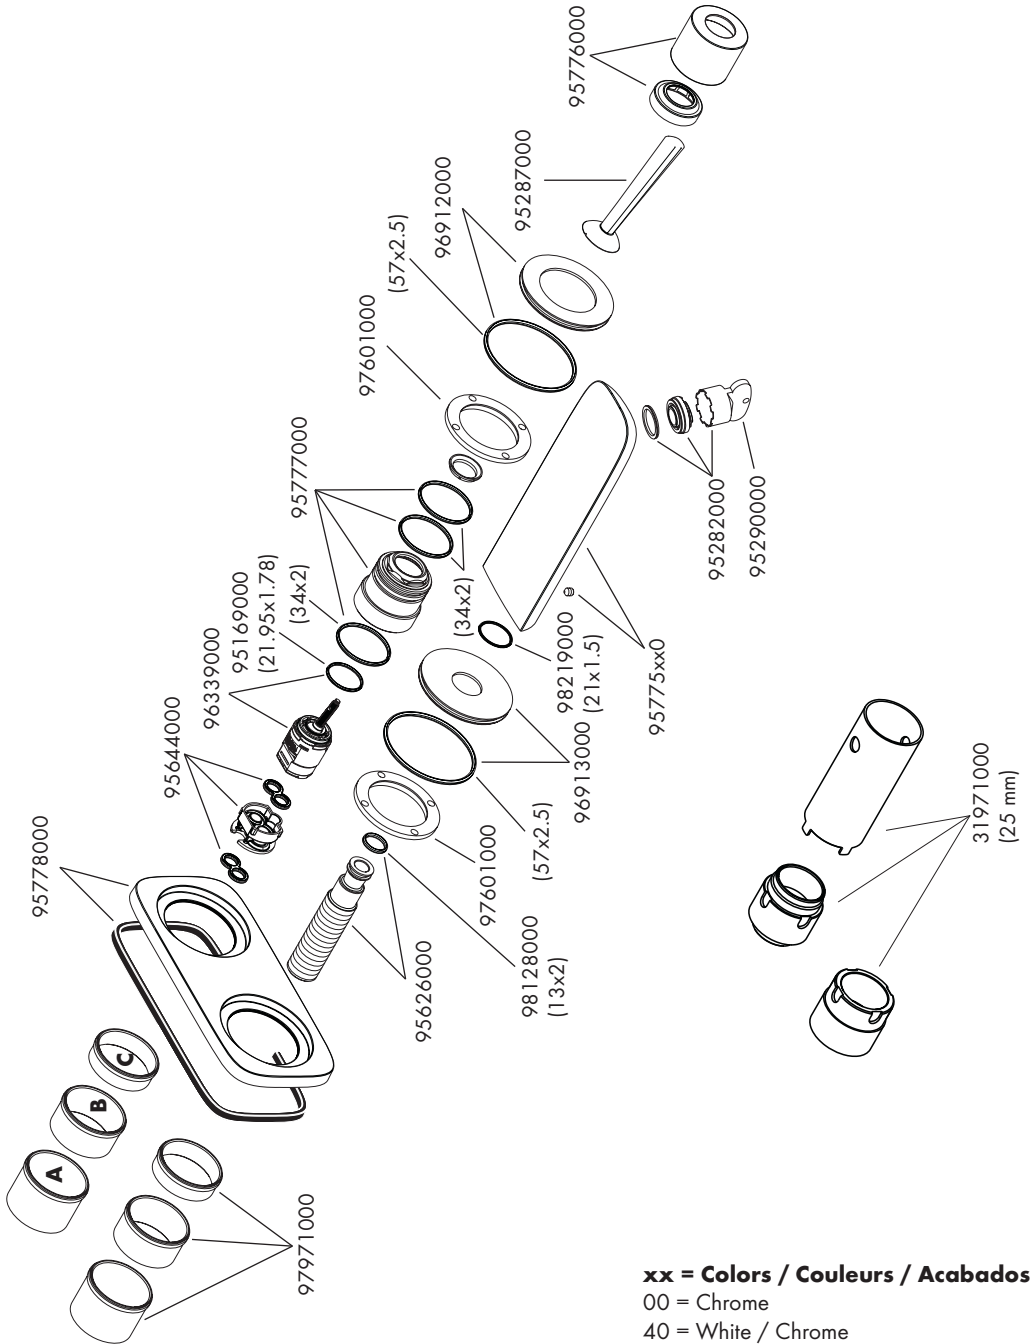 95776000
95287000
96912000
(57x2.5)
97601000
95777000
(34x2)
95169000
(21.95x1.78)
(34x2)
96339000
95644000
95778000
95282000
95290000
98219000
(21x1.5)
95775xx0
96913000
(57x2.5)
97601000
98128000
(13x2)
95626000
31971000
(25 mm)
A
B
C
97971000
xx = Colors / Couleurs / Acabados
00 = Chrome
40 = White / Chrome